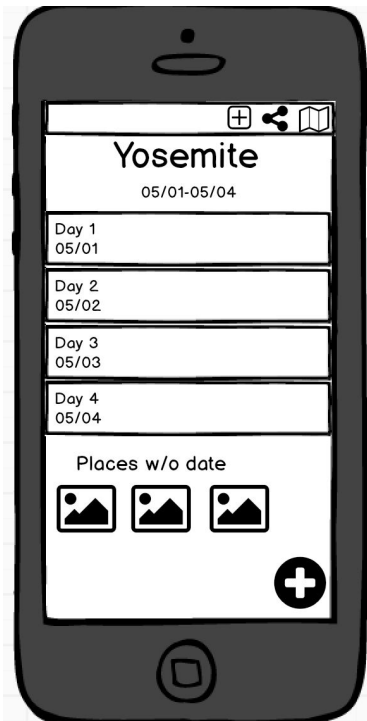 Yosemite
05/01-05/04
Day 1
05/01
Day 2
05/02
Day 3
05/03
Day 4
05/04
Places w/o date